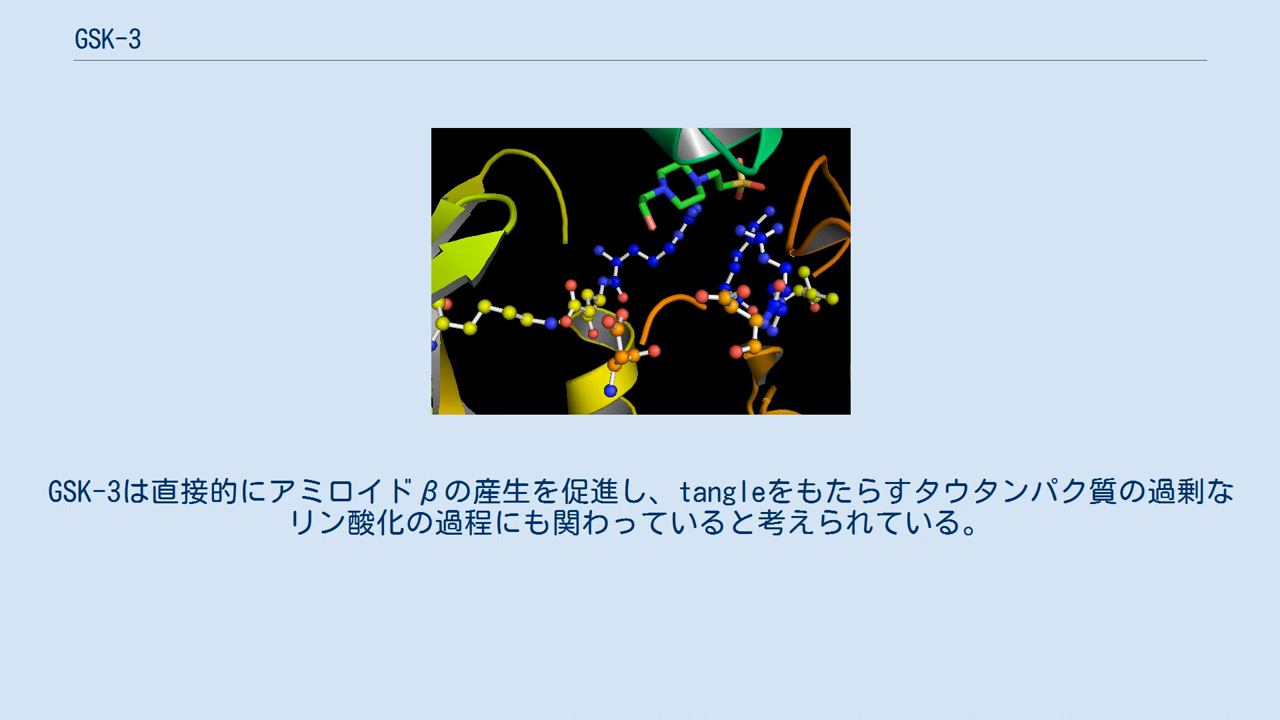 GSK-3
GSK-3は直接的にアミロイドβの産生を促進し、tangleをもたらすタウタンパク質の過剰な
リン酸化の過程にも関わっていると考えられている。